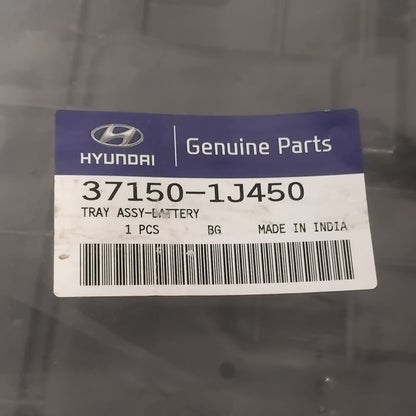 HYUNDAI
Genuine Parts
37150-1J450
TRAY ASSY-BATTERY
1 PCS BG MADE IN INDIA